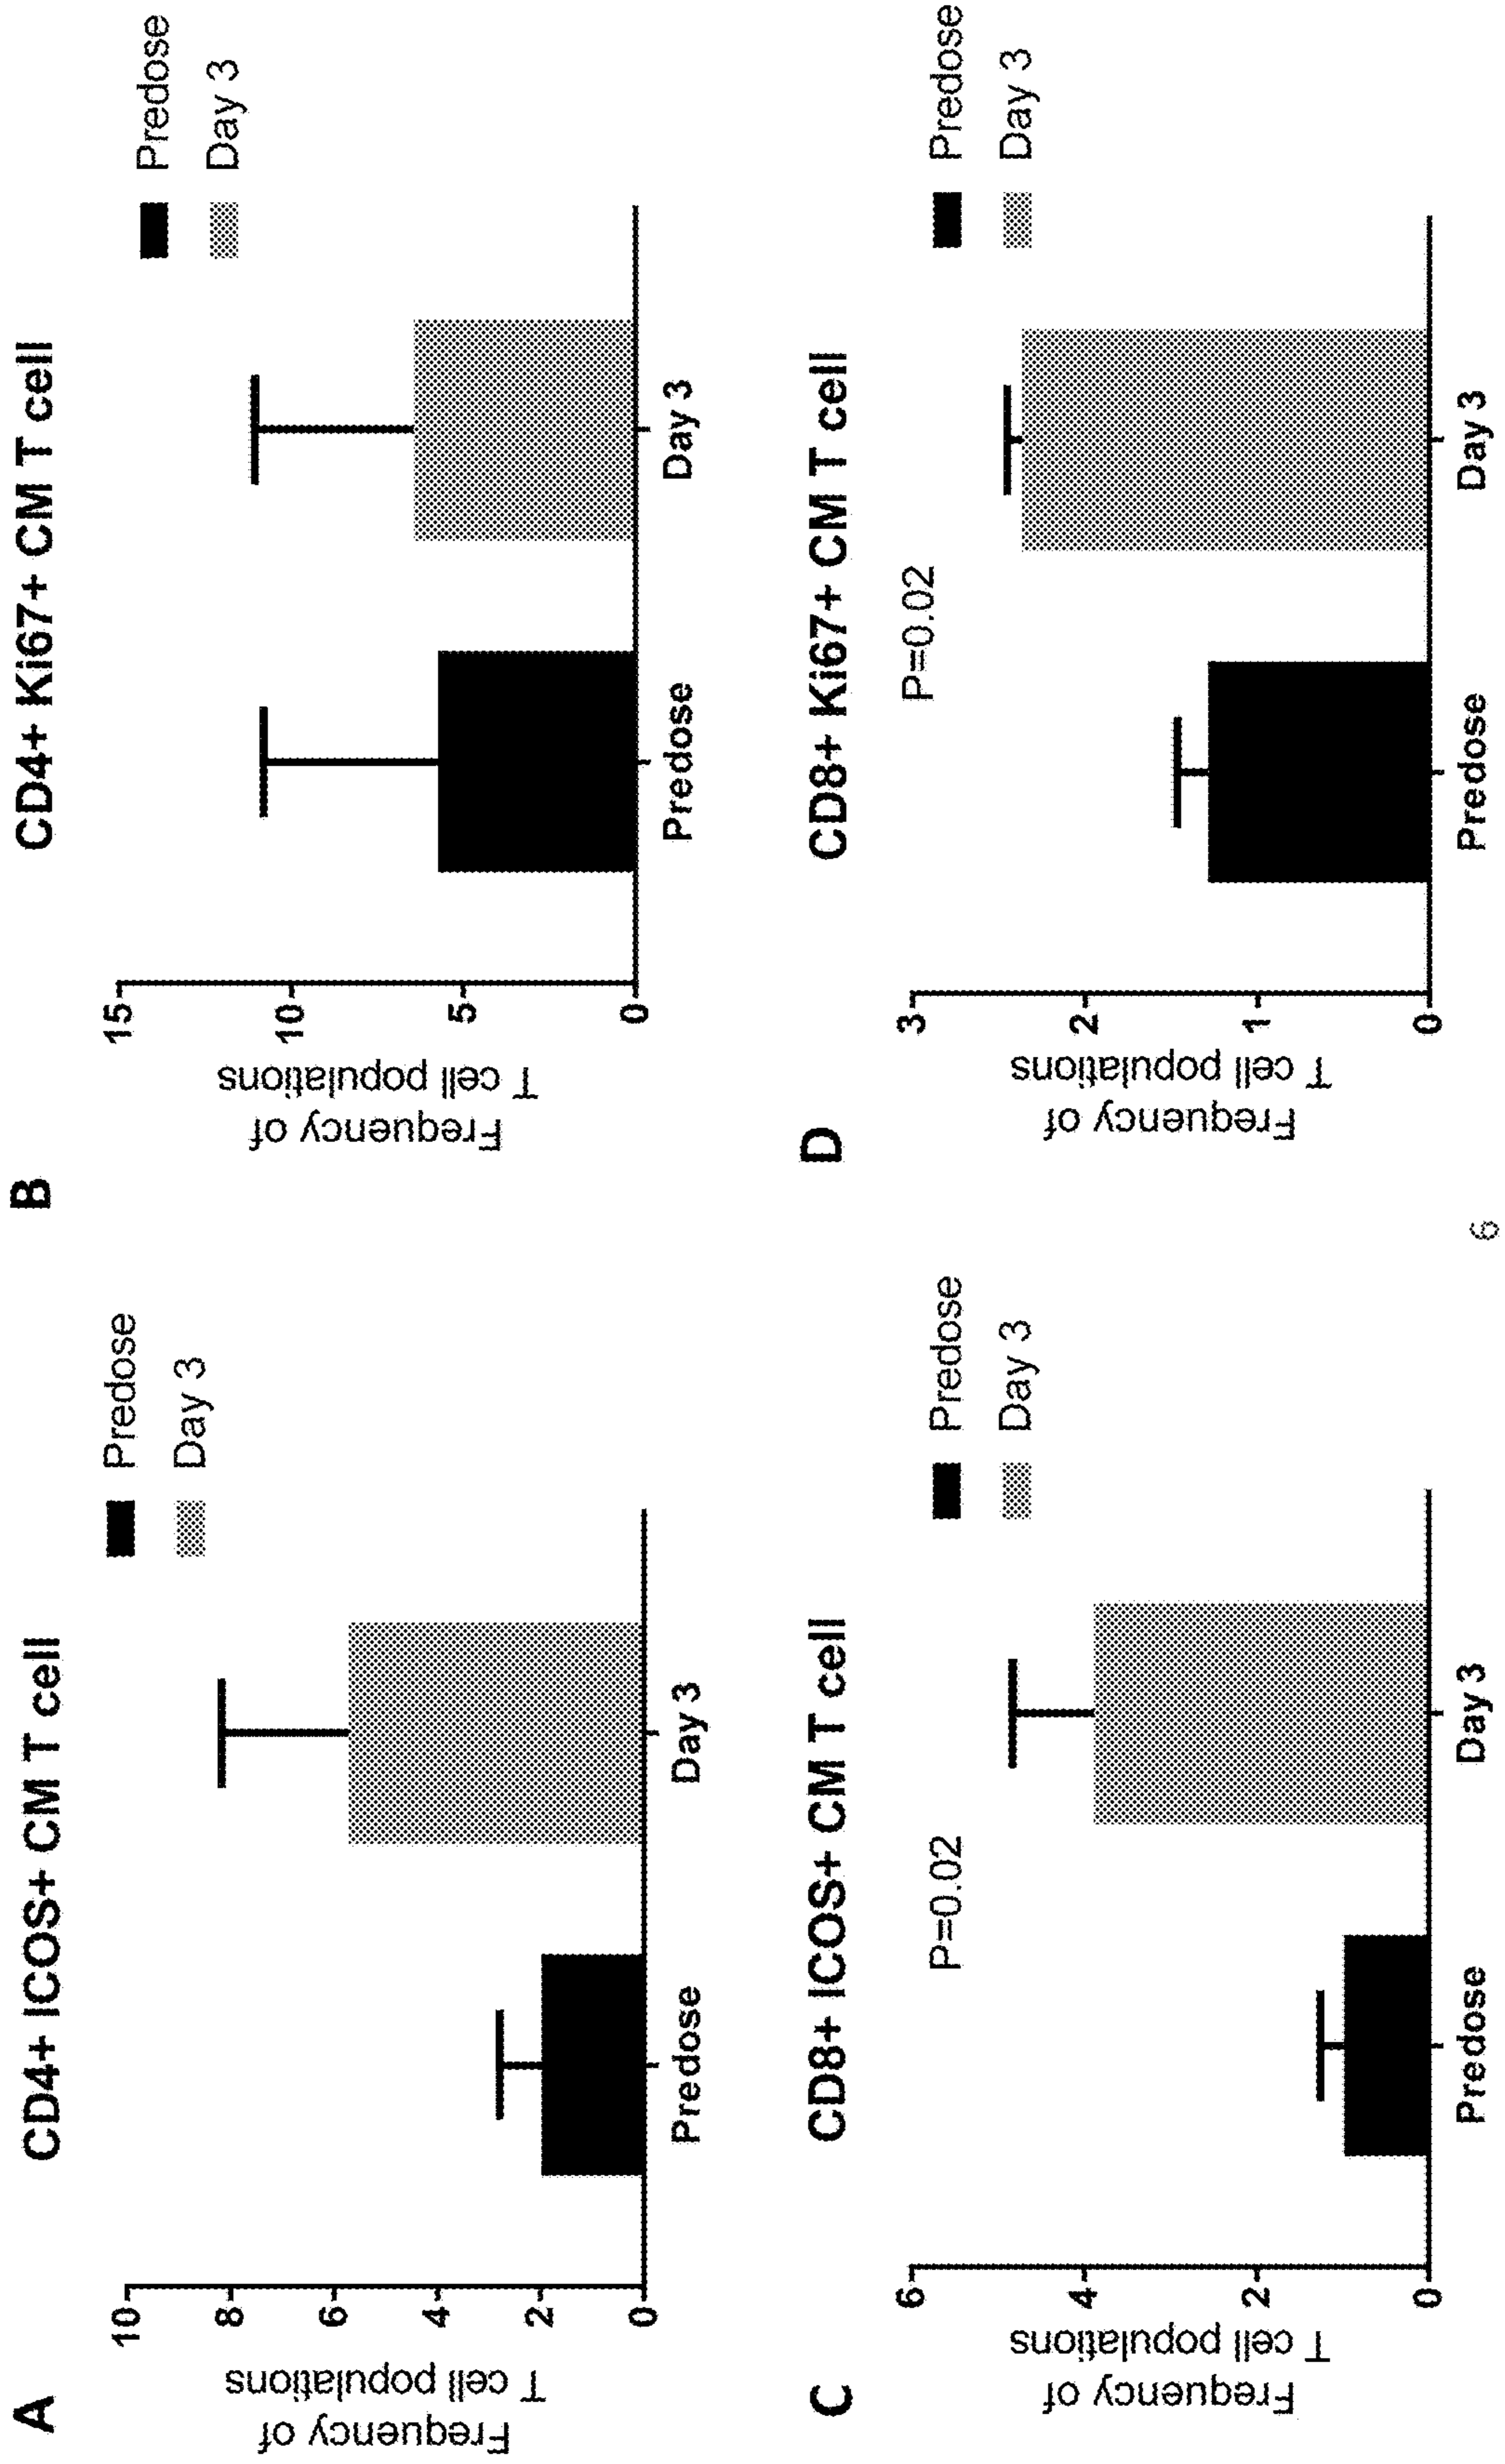 A
CD4+ ICOS+ CM T cell
Predose
Day 3
Frequency of
T cell populations
10
8
6
4
2
0
Predose
Day 3
B
CD4+ Ki67+ CM T cell
Predose
Day 3
Frequency of
T cell populations
15
10
5
0
Predose
Day 3
C
CD8+ ICOS+ CM T cell
P=0.02
Predose
Day 3
Frequency of
T cell populations
6
4
2
0
Predose
Day 3
D
CD8+ Ki67+ CM T cell
P=0.02
Predose
Day 3
Frequency of
T cell populations
3
2
1
0
Predose
Day 3
6